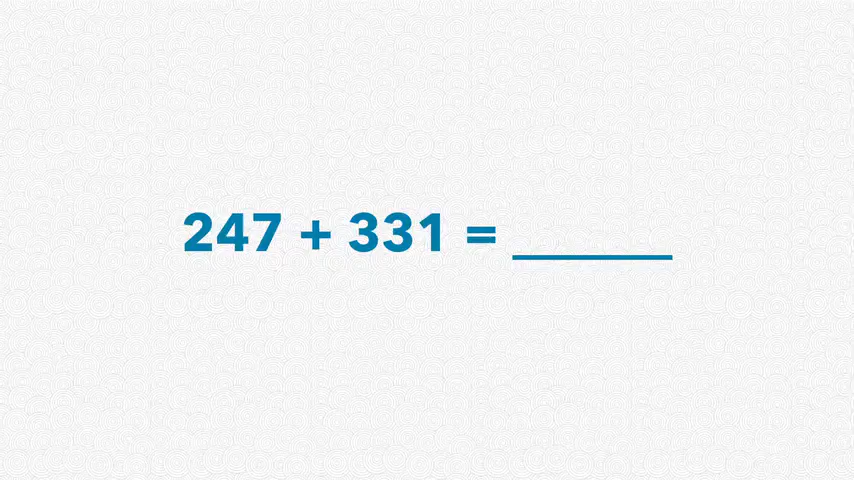 247 + 331 = ______